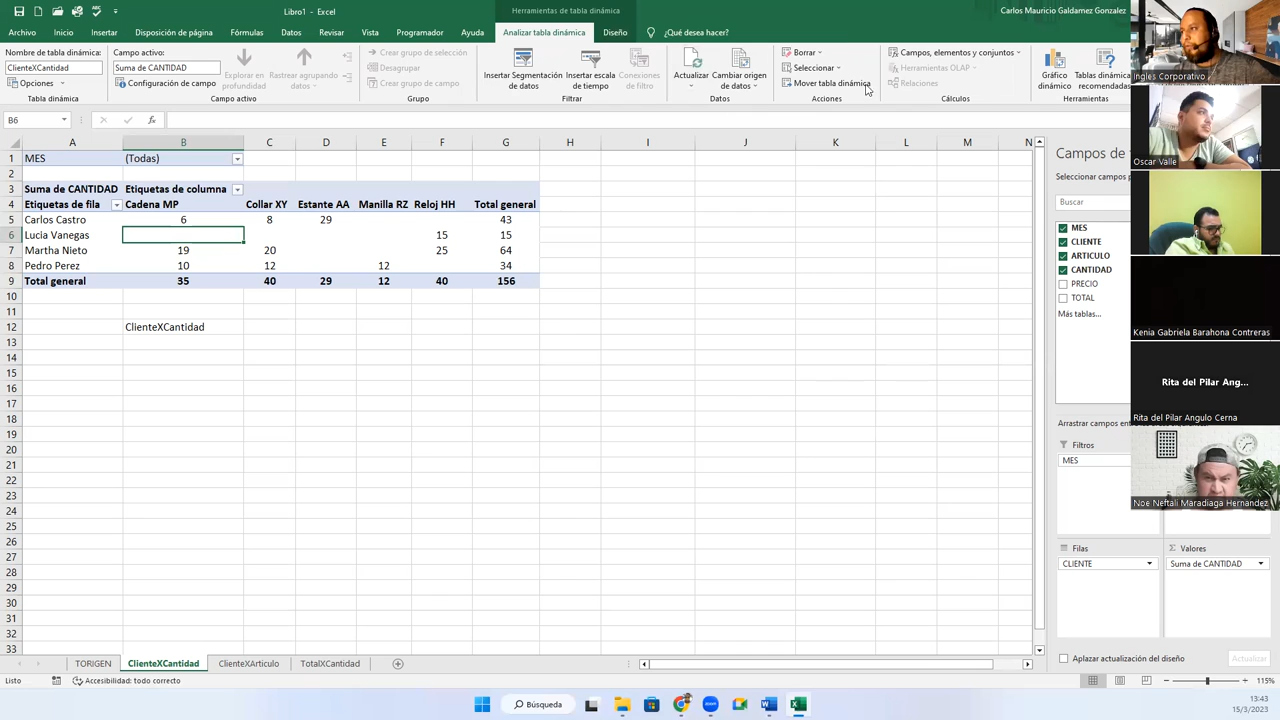 Libro1 - Excel
Herramientas de tabla dinámica
Carlos Mauricio Galdamez Gonzalez
Archivo Inicio Insertar Disposición de página Fórmulas Datos Revisar Vista Programador Ayuda Analizar tabla dinámica Diseño ¿Qué desea hacer?
Nombre de tabla dinámica:
ClienteXCantidad
Opciones
Tabla dinámica
Campo activo:
Suma de CANTIDAD
Configuración de campo
Explorar en profundidad
Rastrear agrupando datos
Campo activo
Crear grupo de selección
Desagrupar
Crear grupo de campo
Grupo
Insertar Segmentación de datos
Insertar escala de tiempo
Conexiones de filtro
Filtrar
Actualizar
Cambiar origen de datos
Datos
Borrar
Seleccionar
Mover tabla dinámica
Acciones
Campos, elementos y conjuntos
Herramientas OLAP
Relaciones
Cálculos
Gráfico dinámico
Tablas dinámicas recomendadas
Herramientas
B6
fx
A B C D E F G H I J K L M N
1 MES (Todas)
2
3 Suma de CANTIDAD Etiquetas de columna
4 Etiquetas de fila Cadena MP Collar XY Estante AA Manilla RZ Reloj HH Total general
5 Carlos Castro 6 8 29 43
6 Lucia Vanegas 15 15
7 Martha Nieto 19 20 25 64
8 Pedro Perez 10 12 12 34
9 Total general 35 40 29 12 40 156
10
11
12 ClienteXCantidad
13
14
15
16
17
18
19
20
21
22
23
24
25
26
27
28
29
30
31
32
33
TORIGEN ClienteXCantidad ClienteXArticulo TotalXCantidad
Listo
Accesibilidad: todo correcto
115%
Campos de
Seleccionar campos
Buscar
MES
CLIENTE
ARTICULO
CANTIDAD
PRECIO
TOTAL
Más tablas...
Arrastrar campos
Filtros
MES
Filas
CLIENTE
Valores
Suma de CANTIDAD
Aplazar actualización del diseño
Actualizar
Ingles Corporativo
Oscar Valle
Kenia Gabriela Barahona Contreras
Rita del Pilar Ang...
Rita del Pilar Angulo Cerna
Noe Neftali Maradiaga Hernandez
Búsqueda
13:43
15/3/2023